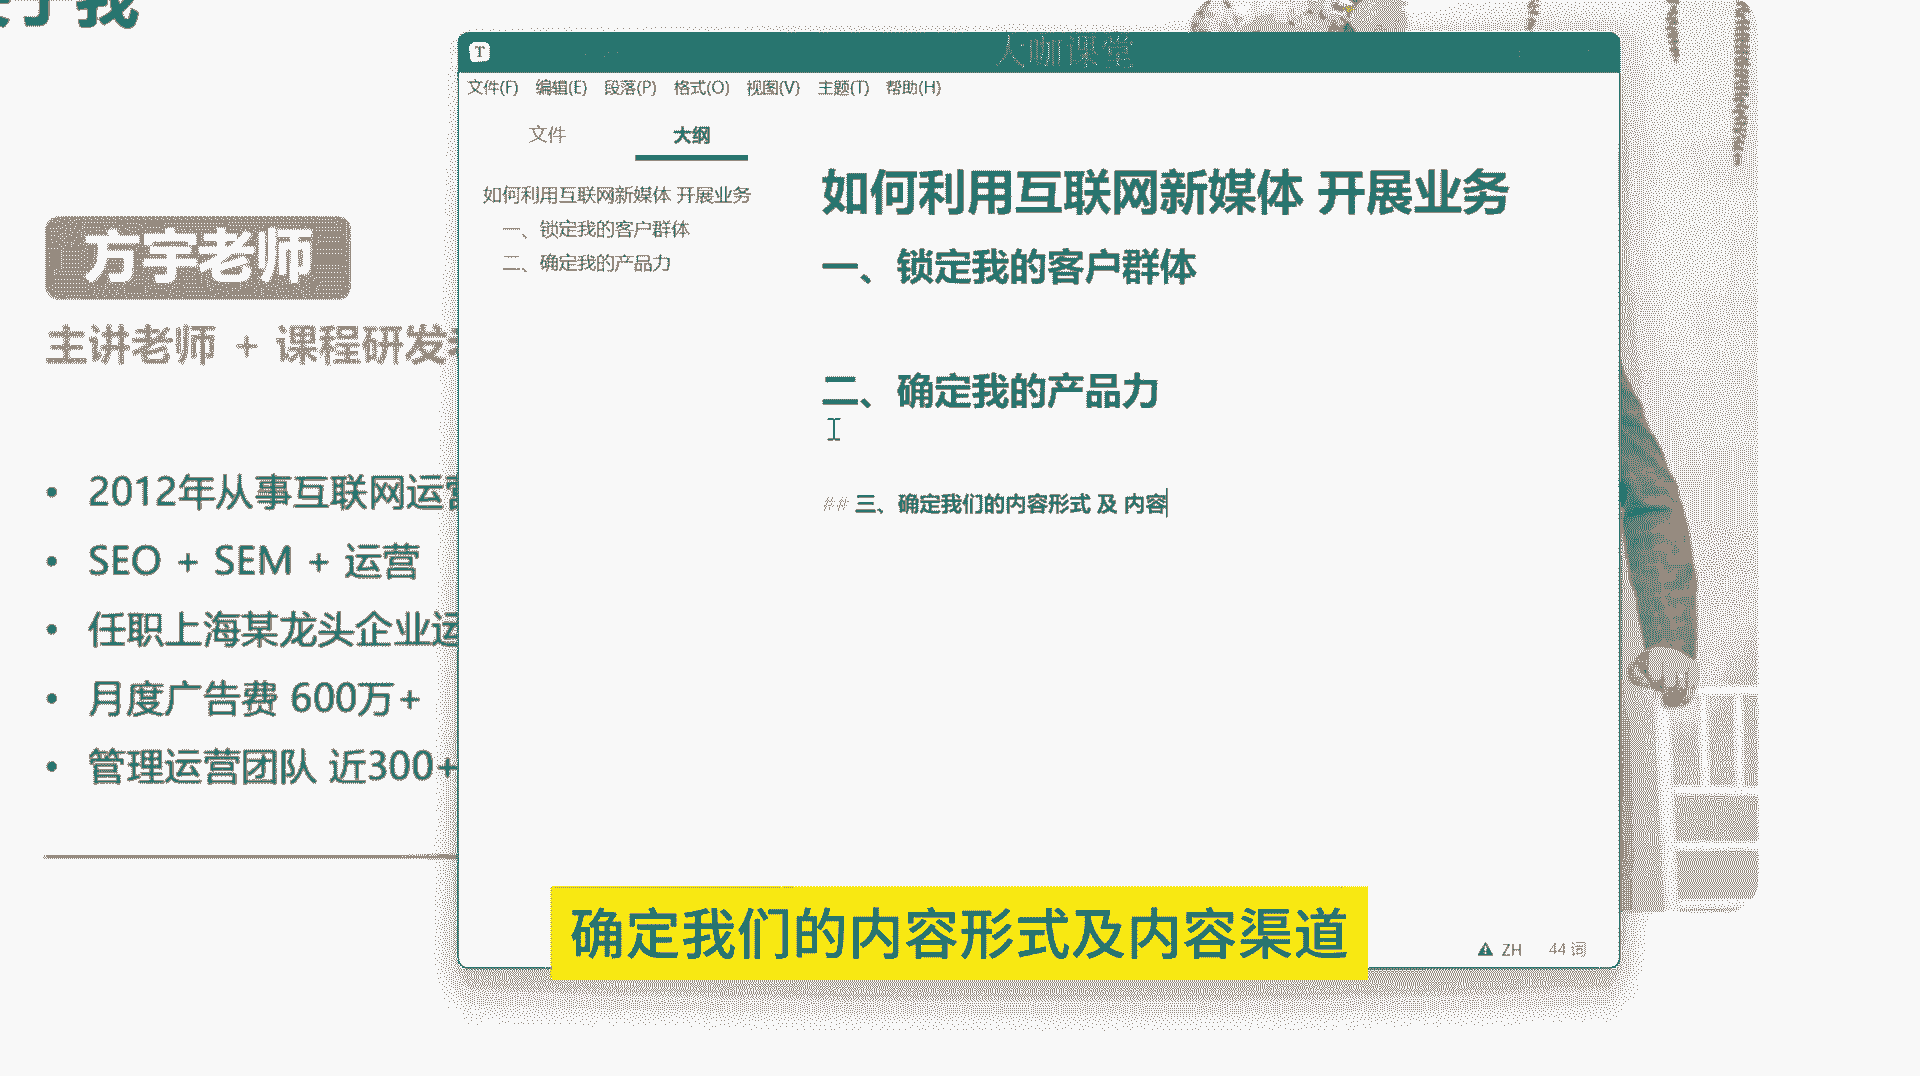 于我
方宇老师
主讲老师 + 课程研发
2012年从事互联网运营
SEO + SEM + 运营
任职上海某龙头企业运
月度广告费 600万+
管理运营团队 近300+
T
大咖课堂
文件(F) 编辑(E) 段落(P) 格式(O) 视图(V) 主题(T) 帮助(H)
文件 大纲
如何利用互联网新媒体 开展业务
一、锁定我的客户群体
二、确定我的产品力
如何利用互联网新媒体 开展业务
一、锁定我的客户群体
二、确定我的产品力
## 三、确定我们的内容形式 及 内容
确定我们的内容形式及内容渠道
ZH 44 词